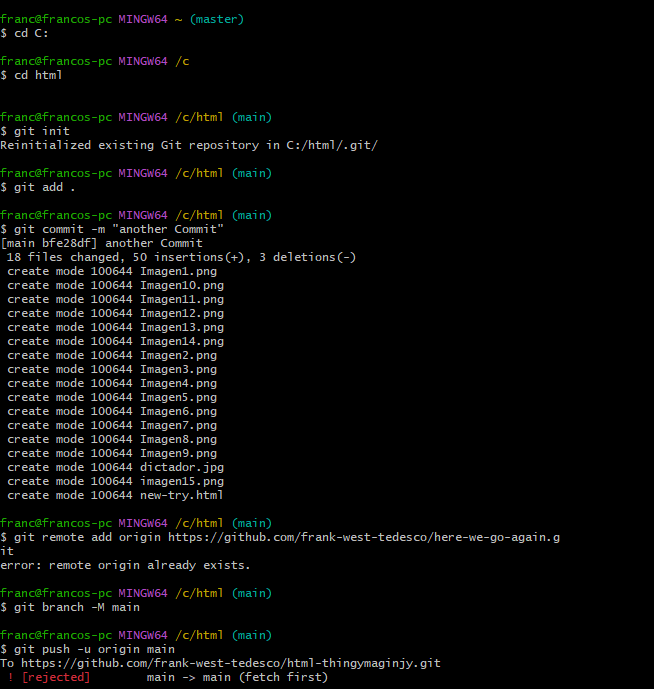 franc@francos-pc MINGW64 ~ (master)
$ cd C:
franc@francos-pc MINGW64 /c
$ cd html
franc@francos-pc MINGW64 /c/html (main)
$ git init
Reinitialized existing Git repository in C:/html/.git/
franc@francos-pc MINGW64 /c/html (main)
$ git add .
franc@francos-pc MINGW64 /c/html (main)
$ git commit -m "another Commit"
[main bfe28df] another Commit
 18 files changed, 50 insertions(+), 3 deletions(-)
 create mode 100644 Imagen1.png
 create mode 100644 Imagen10.png
 create mode 100644 Imagen11.png
 create mode 100644 Imagen12.png
 create mode 100644 Imagen13.png
 create mode 100644 Imagen14.png
 create mode 100644 Imagen2.png
 create mode 100644 Imagen3.png
 create mode 100644 Imagen4.png
 create mode 100644 Imagen5.png
 create mode 100644 Imagen6.png
 create mode 100644 Imagen7.png
 create mode 100644 Imagen8.png
 create mode 100644 Imagen9.png
 create mode 100644 dictador.jpg
 create mode 100644 imagen15.png
 create mode 100644 new-try.html
franc@francos-pc MINGW64 /c/html (main)
$ git remote add origin https://github.com/frank-west-tedesco/here-we-go-again.g
it
error: remote origin already exists.
franc@francos-pc MINGW64 /c/html (main)
$ git branch -M main
franc@francos-pc MINGW64 /c/html (main)
$ git push -u origin main
To https://github.com/frank-west-tedesco/html-thingymaginjy.git
 ! [rejected]        main -> main (fetch first)